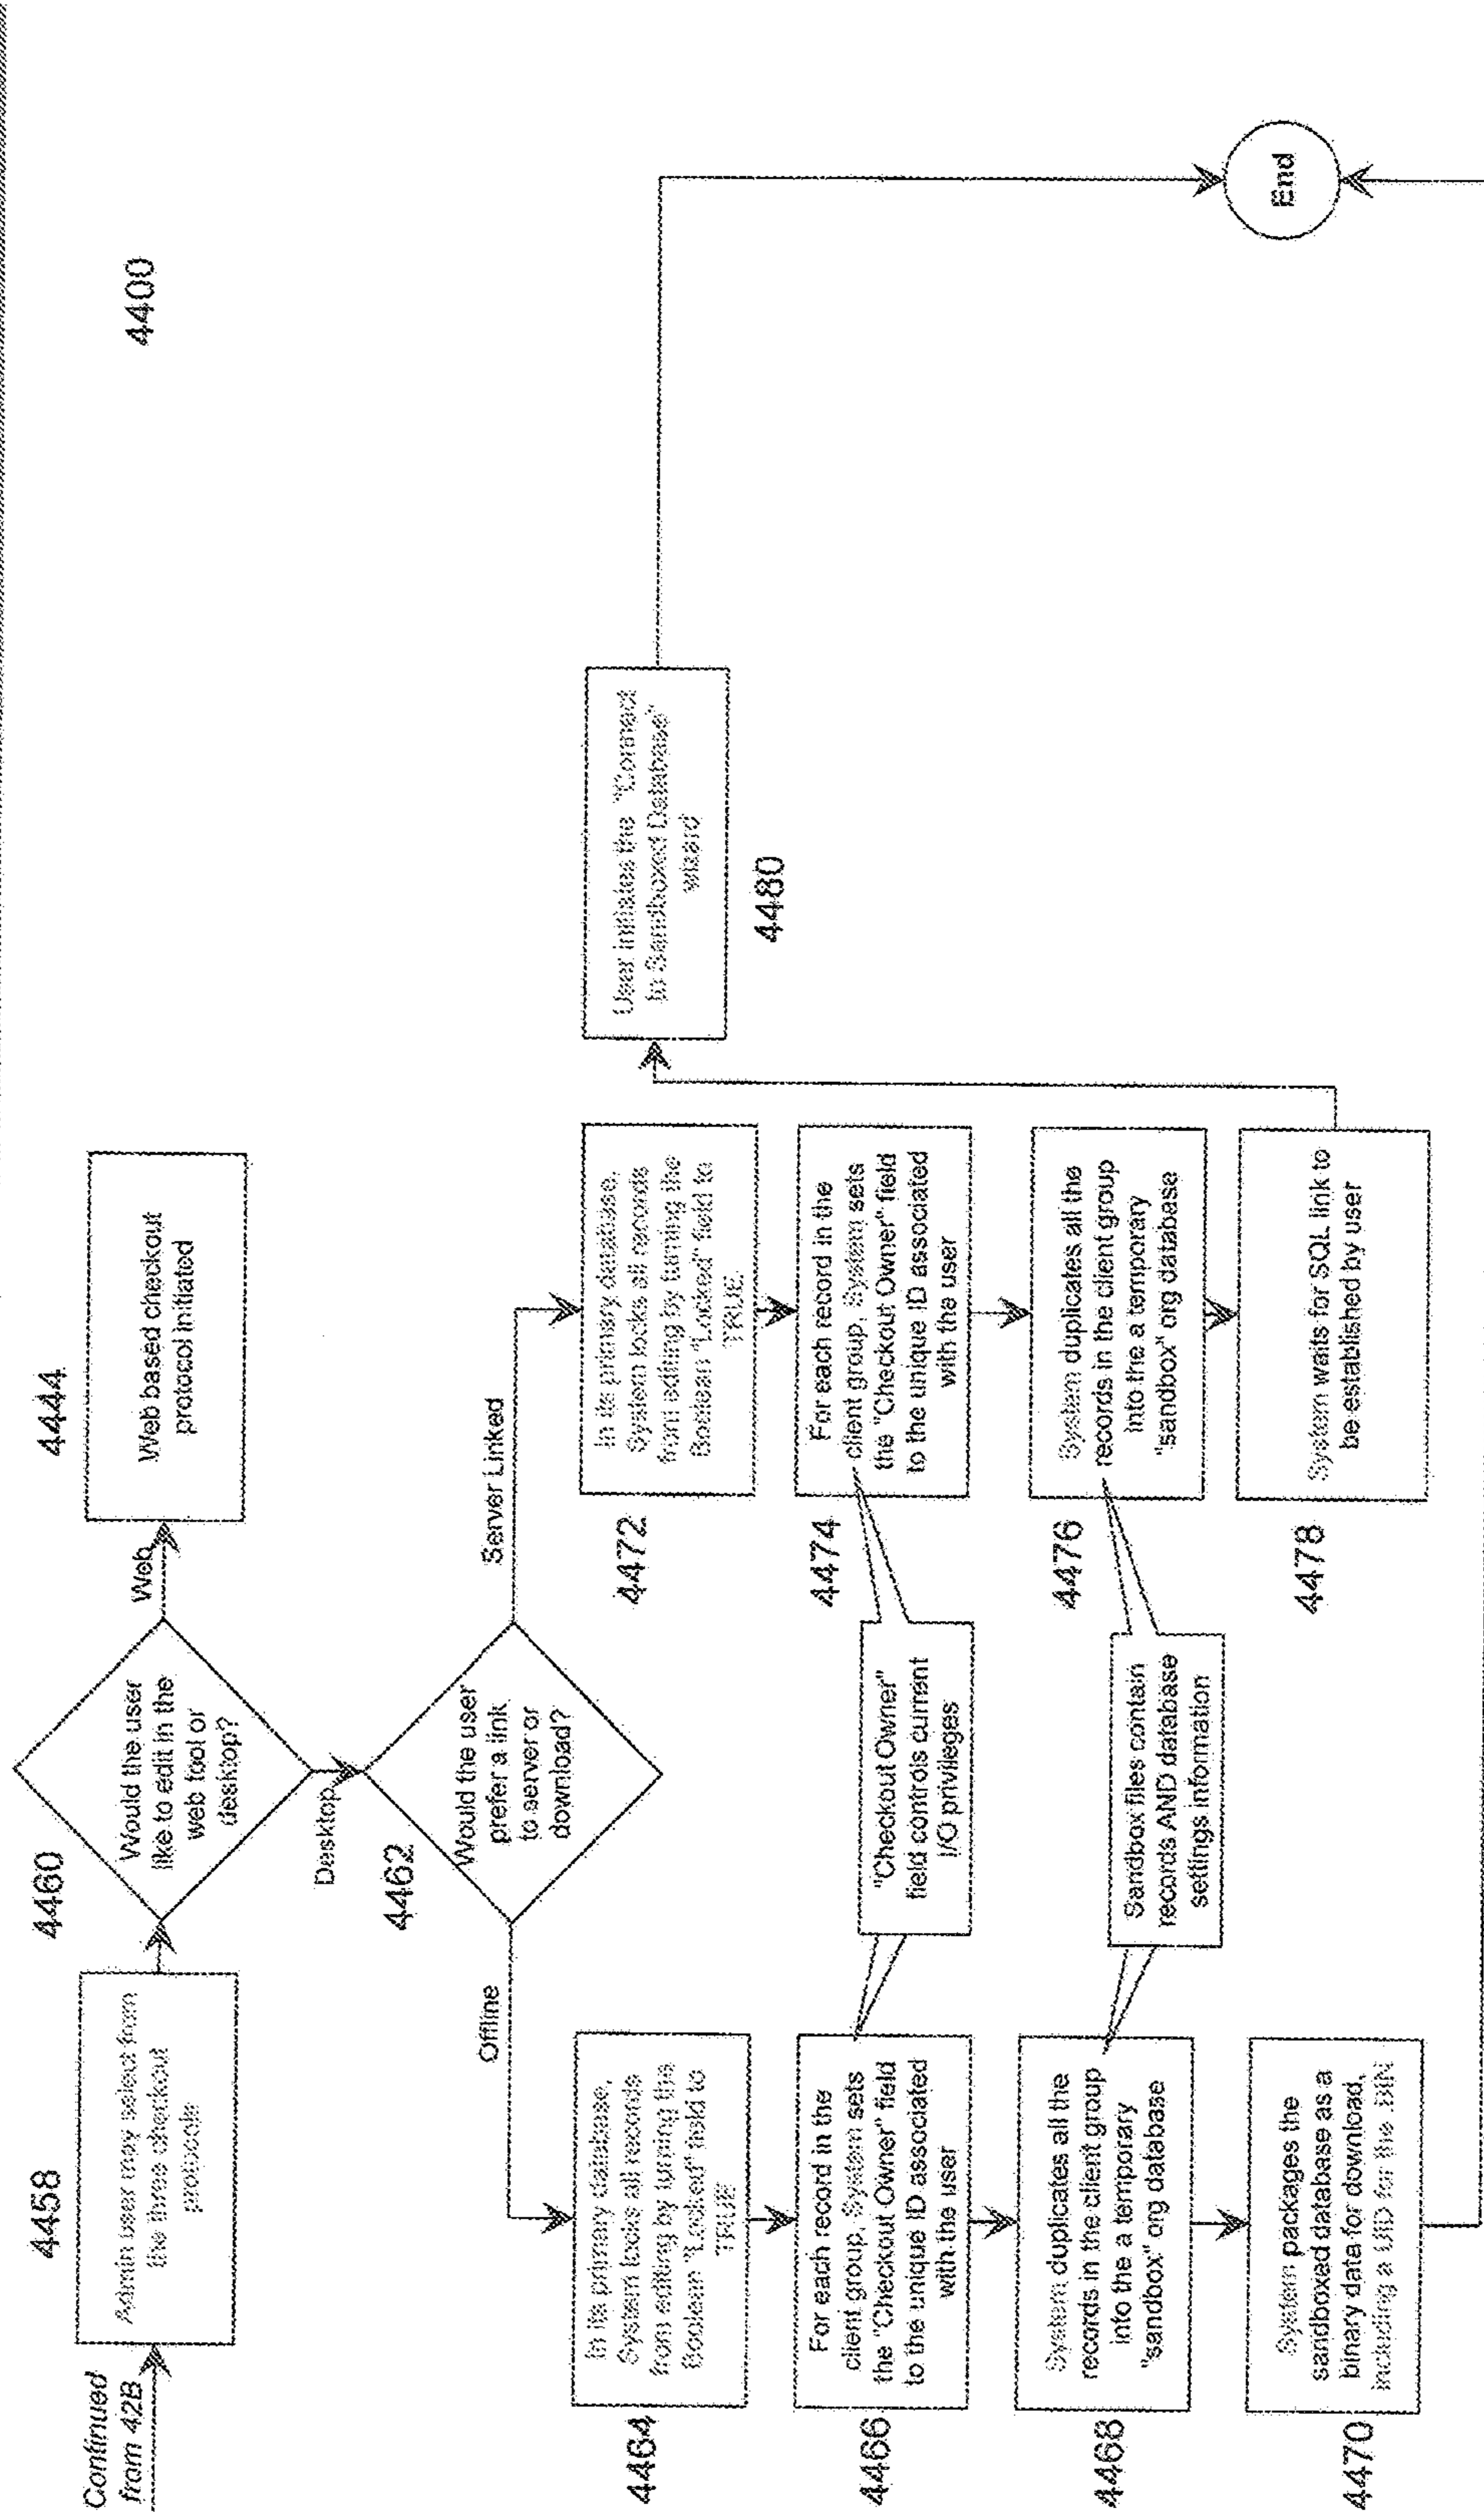 4400
Continued
from 42B
4458
Admin user may select from
the three checkout
protocols
4460
Would the user
like to edit in the
web tool or
desktop?
Web
4444
Web based checkout
protocol initiated
Desktop
4462
Would the user
prefer a link
to server or
download?
Offline
Server Linked
4464
In its primary database,
System locks all records
from editing by turning the
Boolean "Locked" field to
TRUE
4466
For each record in the
client group, System sets
the "Checkout Owner" field
to the unique ID associated
with the user
4468
System duplicates all the
records in the client group
into the a temporary
"sandbox" org database
4470
System packages the
sandboxed database as a
binary data for download,
including a UID for the .BIN
"Checkout Owner"
field controls current
I/O privileges
Sandbox files contain
records AND database
settings information
4472
In its primary database,
System locks all records
from editing by turning the
Boolean "Locked" field to
TRUE.
4474
For each record in the
client group, System sets
the "Checkout Owner" field
to the unique ID associated
with the user
4476
System duplicates all the
records in the client group
into the a temporary
"sandbox" org database
4478
System waits for SQL link to
be established by user
User initiates the "Connect
to Sandboxed Database"
wizard
4480
End